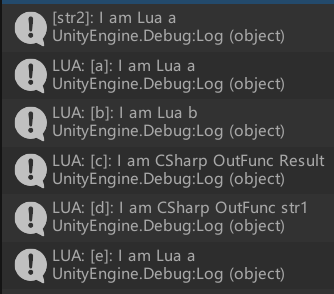 [str2]: I am Lua a
UnityEngine.Debug:Log (object)
LUA: [a]: I am Lua a
UnityEngine.Debug:Log (object)
LUA: [b]: I am Lua b
UnityEngine.Debug:Log (object)
LUA: [c]: I am CSharp OutFunc Result
UnityEngine.Debug:Log (object)
LUA: [d]: I am CSharp OutFunc str1
UnityEngine.Debug:Log (object)
LUA: [e]: I am Lua a
UnityEngine.Debug:Log (object)